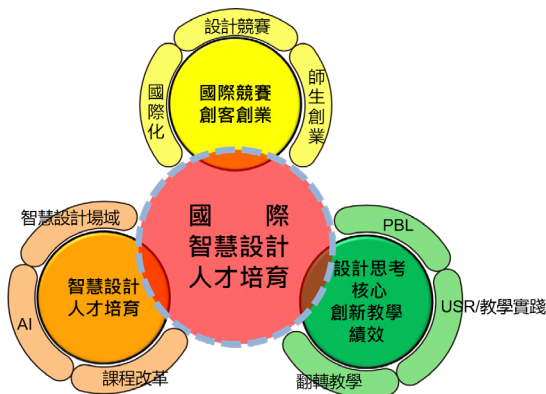 設計競賽
國際化
國際競賽
創客創業
師生創業
國 際
智慧設計
人才培育
智慧設計場域
AI
智慧設計
人才培育
課程改革
PBL
設計思考
核心
創新教學
績效
USR/教學實踐
翻轉教學